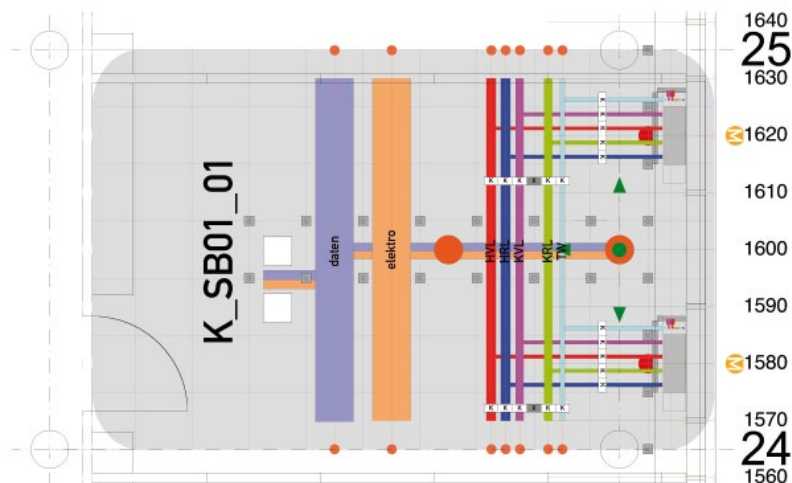 1640
25
1630
M
1620
1610
1600
1590
M
1580
1570
24
1560
K_SB01_01
daten
elektro
HVL
HRL
KVL
KRL
TW
K
K
K
K
K
K
K
K
K
K
K
K
K
K